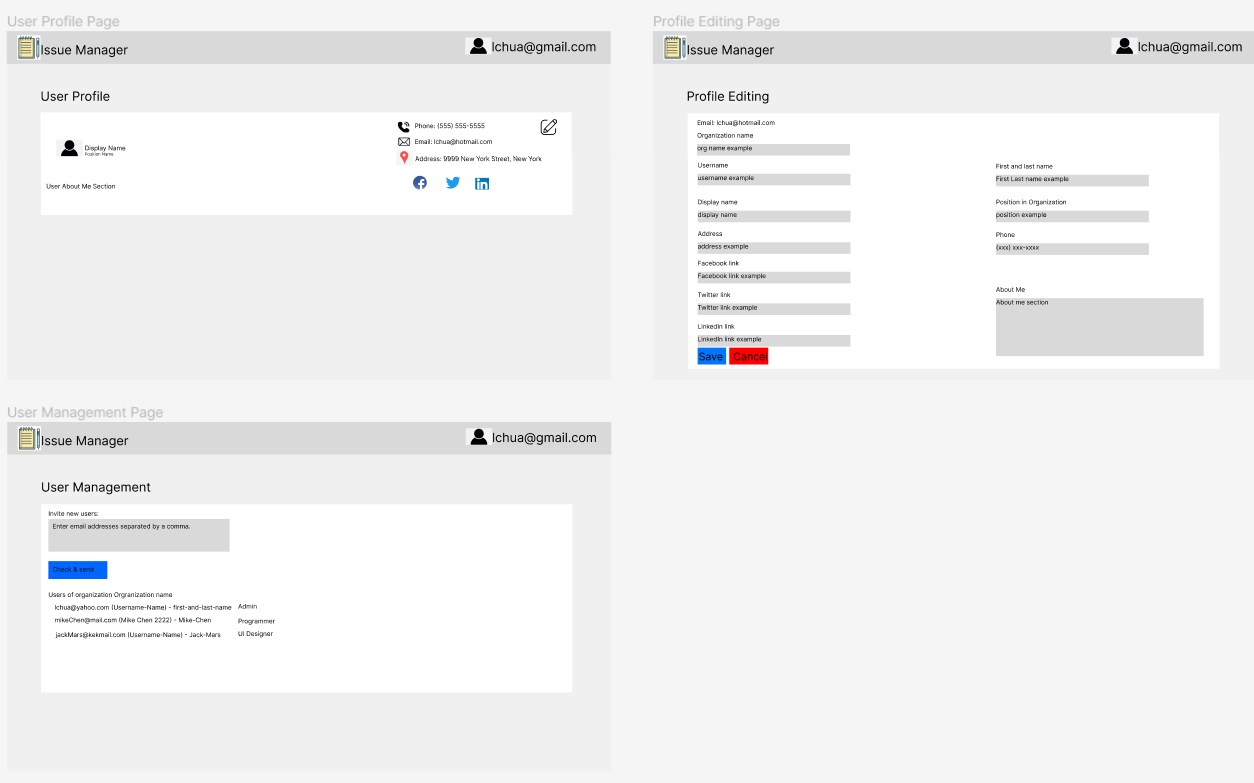 User Profile Page
Issue Manager
lchua@gmail.com
User Profile
Display Name
Position Name
User About Me Section
Phone: (555) 555-5555
Email: lchua@hotmail.com
Address: 9999 New York Street, New York
Profile Editing Page
Issue Manager
lchua@gmail.com
Profile Editing
Email: lchua@hotmail.com
Organization name
org name example
Username
username example
Display name
display name
Address
address example
Facebook link
Facebook link example
Twitter link
Twitter link example
LinkedIn link
LinkedIn link example
Save Cancel
First and last name
First Last name example
Position in Organization
position example
Phone
(xxx) xxx-xxxx
About Me
About me section
User Management Page
Issue Manager
lchua@gmail.com
User Management
Invite new users:
Enter email addresses separated by a comma.
Check & send
Users of organization Orgranization name
lchua@yahoo.com (Username-Name) - first-and-last-name Admin
mikeChen@mail.com (Mike Chen 2222) - Mike-Chen Programmer
jackMars@kekmail.com (Username-Name) - Jack-Mars UI Designer